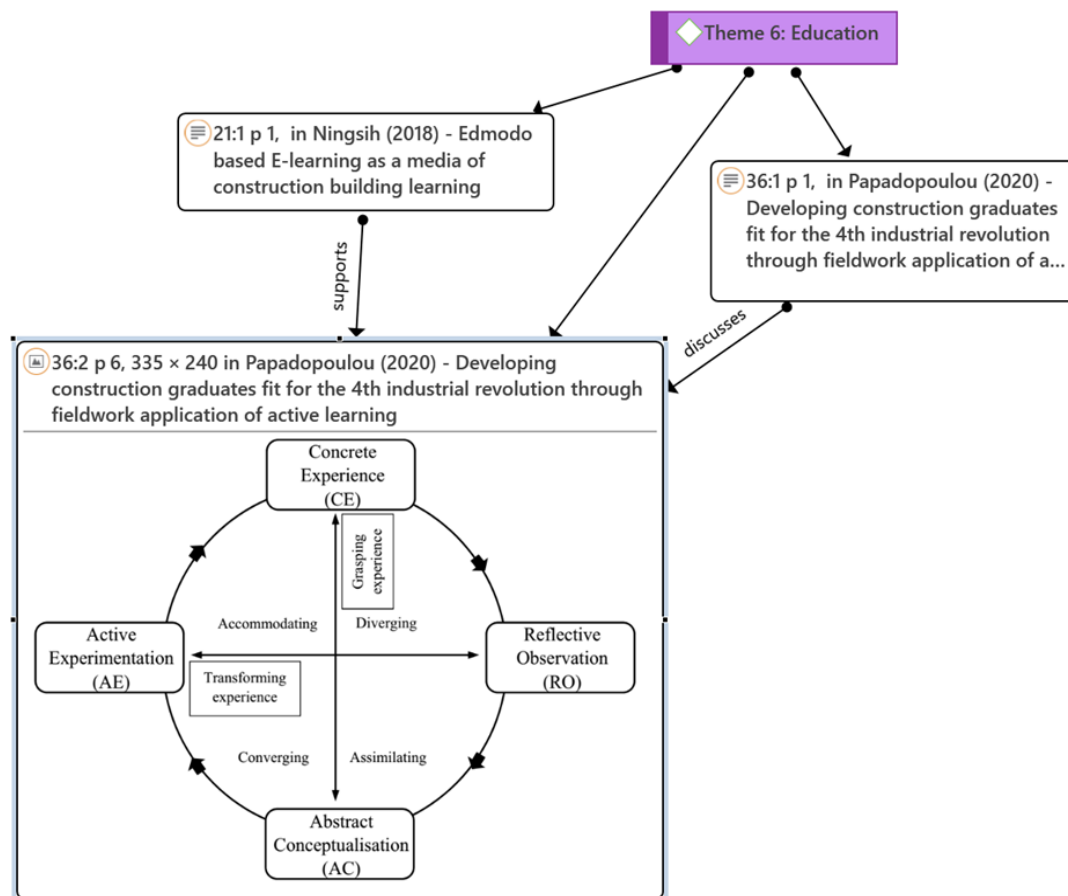 Theme 6: Education
21:1 p 1, in Ningsih (2018) - Edmodo
based E-learning as a media of
construction building learning
36:1 p 1, in Papadopoulou (2020) -
Developing construction graduates
fit for the 4th industrial revolution
through fieldwork application of a...
supports
discusses
36:2 p 6, 335 × 240 in Papadopoulou (2020) - Developing
construction graduates fit for the 4th industrial revolution through
fieldwork application of active learning
Concrete
Experience
(CE)
Grasping
experience
Accommodating
Diverging
Active
Experimentation
(AE)
Reflective
Observation
(RO)
Transforming
experience
Converging
Assimilating
Abstract
Conceptualisation
(AC)